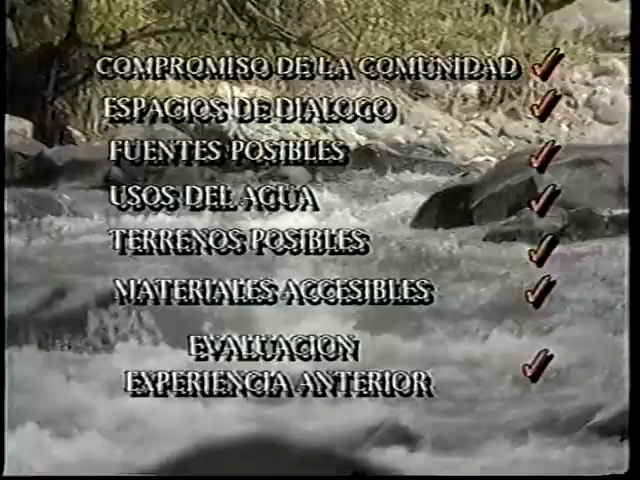 COMPROMISO DE LA COMUNIDAD
ESPACIOS DE DIALOGO
FUENTES POSIBLES
USOS DEL AGUA
TERRENOS POSIBLES
MATERIALES ACCESIBLES
EVALUACION
EXPERIENCIA ANTERIOR